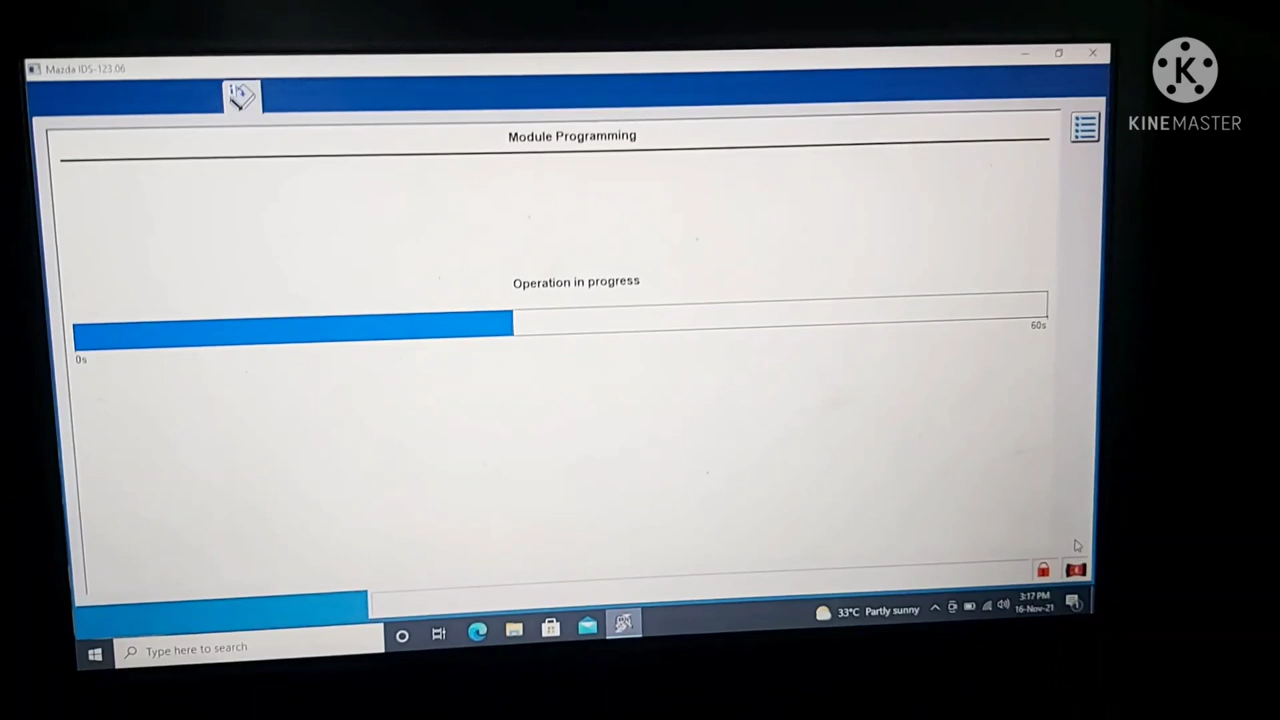 Mazda IDS-123.06
KINEMASTER
Module Programming
Operation in progress
0s
60s
Type here to search
33°C Partly sunny
3:17 PM
16-Nov-21